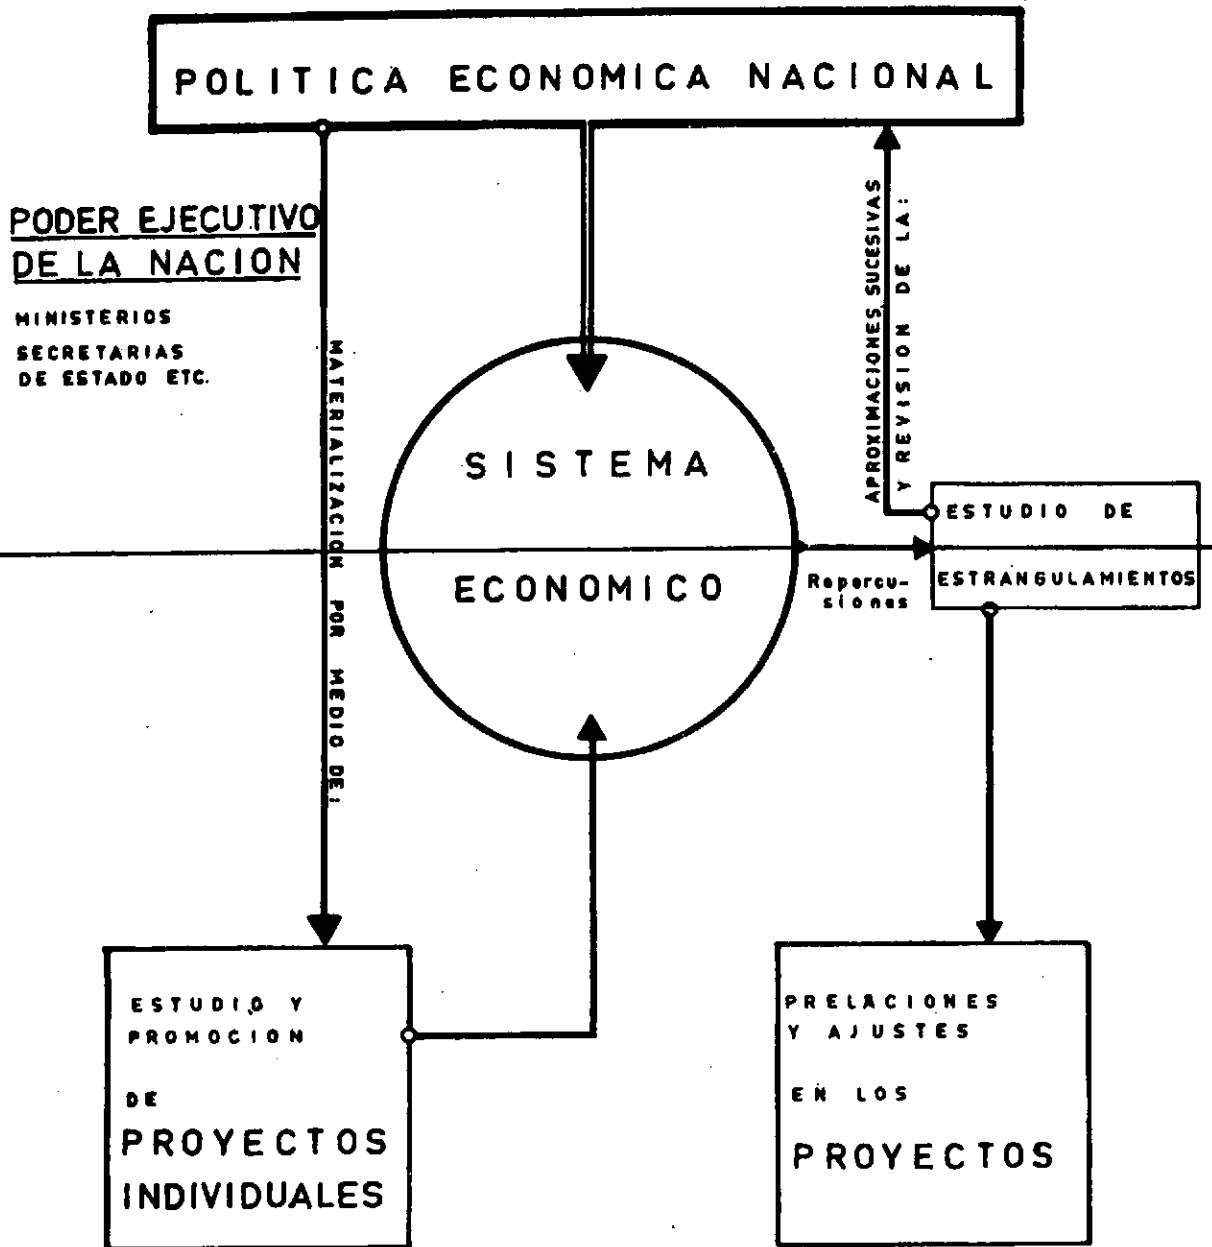 POLITICA ECONOMICA NACIONAL
PODER EJECUTIVO
DE LA NACION
MINISTERIOS
SECRETARIAS
DE ESTADO ETC.
MATERIALIZACION POR MEDIO DE:
APROXIMACIONES SUCESIVAS
Y REVISION DE LA:
SISTEMA
ECONOMICO
Repercu-
siones
ESTUDIO DE
ESTRANGULAMIENTOS
ESTUDIO Y
PROMOCION
DE
PROYECTOS
INDIVIDUALES
PRELACIONES
Y AJUSTES
EN LOS
PROYECTOS